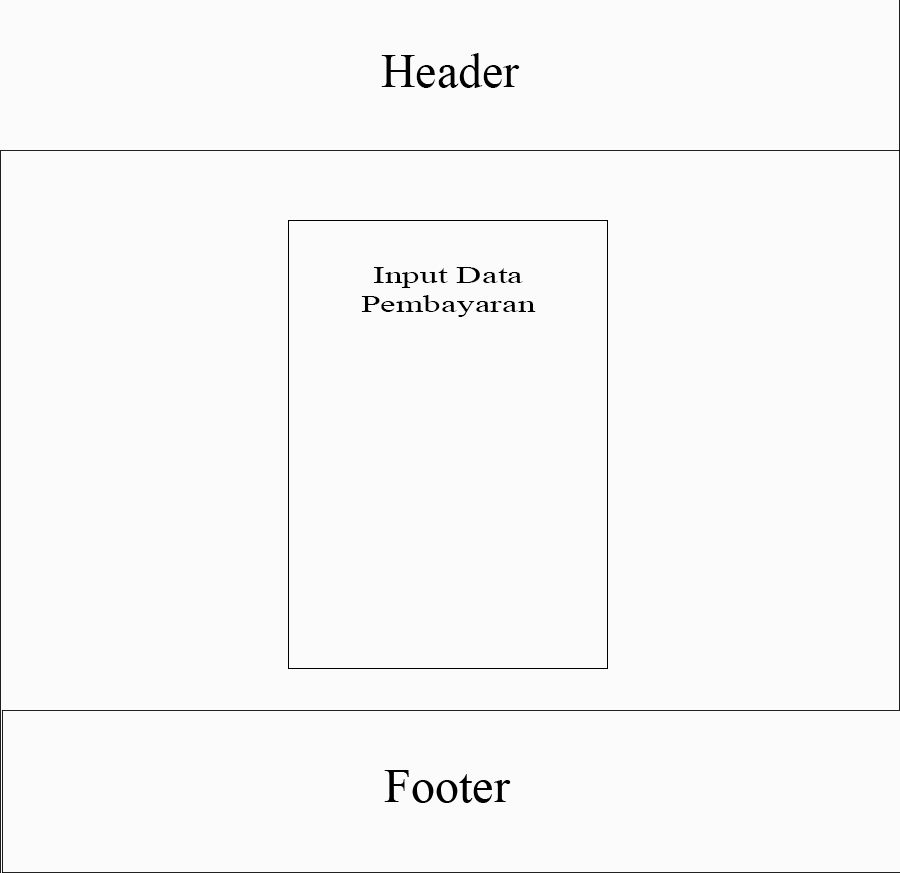 Header
Input Data
Pembayaran
Footer